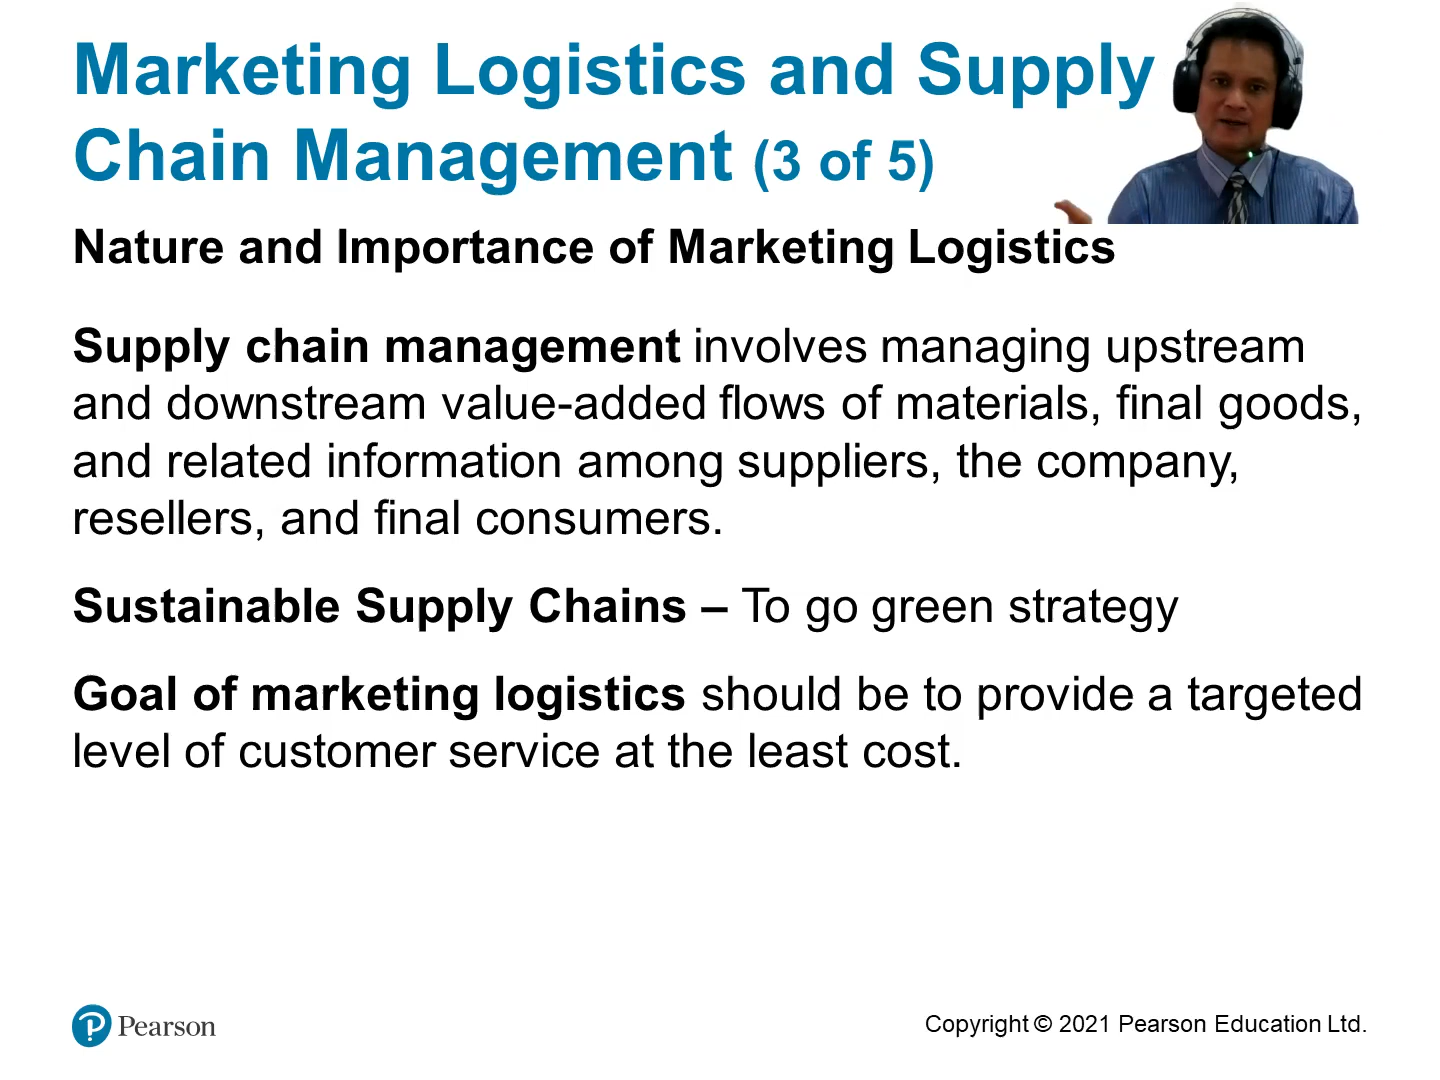 Marketing Logistics and Supply
Chain Management (3 of 5)
Nature and Importance of Marketing Logistics
Supply chain management involves managing upstream
and downstream value-added flows of materials, final goods,
and related information among suppliers, the company,
resellers, and final consumers.
Sustainable Supply Chains – To go green strategy
Goal of marketing logistics should be to provide a targeted
level of customer service at the least cost.
Pearson
Copyright © 2021 Pearson Education Ltd.